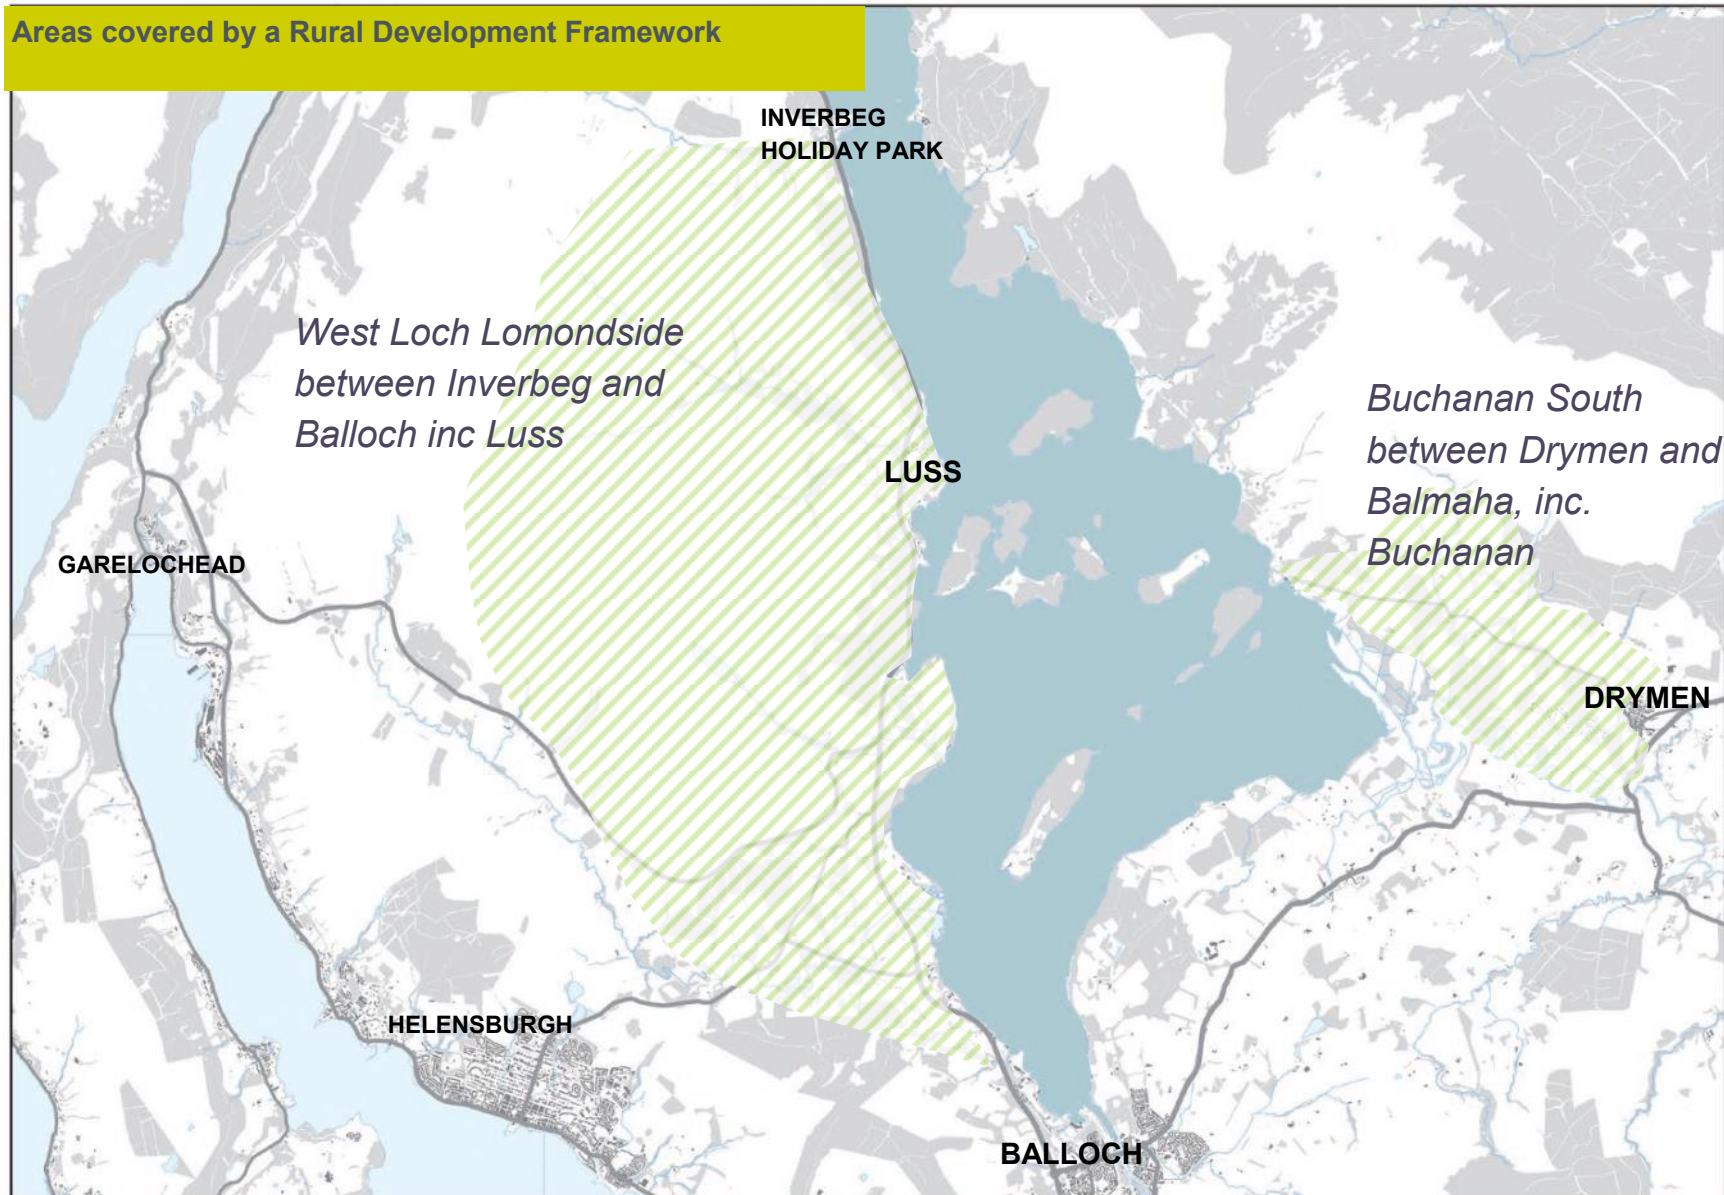 Areas covered by a Rural Development Framework
INVERBEG
HOLIDAY PARK
West Loch Lomondside
between Inverbeg and
Balloch inc Luss
Buchanan South
between Drymen and
Balmaha, inc.
Buchanan
LUSS
GARELOCHEAD
DRYMEN
HELENSBURGH
BALLOCH